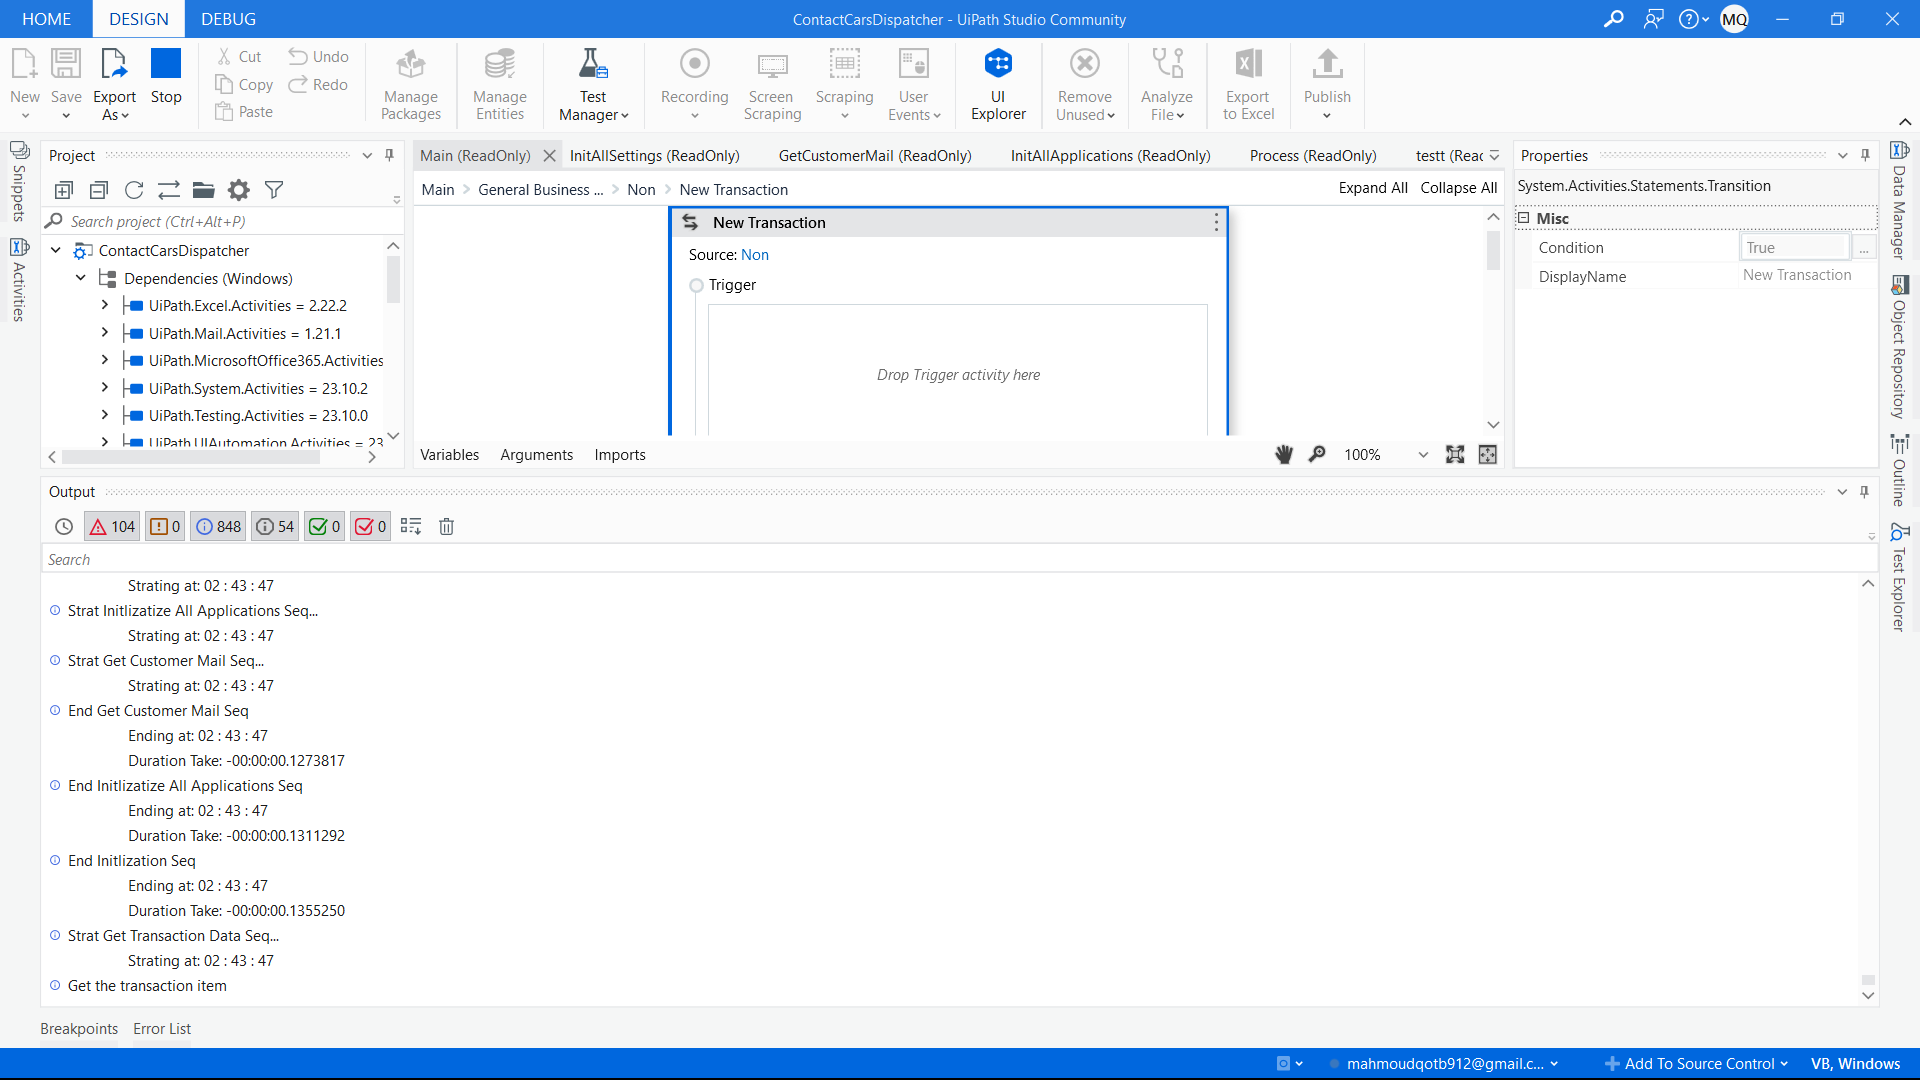 HOME
DESIGN
DEBUG
ContactCarsDispatcher - UiPath Studio Community
MQ
New
Save
Export As
Stop
Cut
Copy
Paste
Undo
Redo
Manage Packages
Manage Entities
Test Manager
Recording
Screen Scraping
Scraping
User Events
UI Explorer
Remove Unused
Analyze File
Export to Excel
Publish
Snippets
Activities
Project
Search project (Ctrl+Alt+P)
ContactCarsDispatcher
Dependencies (Windows)
UiPath.Excel.Activities = 2.22.2
UiPath.Mail.Activities = 1.21.1
UiPath.MicrosoftOffice365.Activities
UiPath.System.Activities = 23.10.2
UiPath.Testing.Activities = 23.10.0
UiPath.UIAutomation.Activities = 23
Main (ReadOnly)
InitAllSettings (ReadOnly)
GetCustomerMail (ReadOnly)
InitAllApplications (ReadOnly)
Process (ReadOnly)
testt (Read
Main > General Business ... > Non > New Transaction
Expand All
Collapse All
New Transaction
Source: Non
Trigger
Drop Trigger activity here
Variables
Arguments
Imports
100%
Properties
System.Activities.Statements.Transition
Misc
Condition
True
...
DisplayName
New Transaction
Data Manager
Object Repository
Outline
Test Explorer
Output
104
0
848
54
0
0
Search
Strating at: 02 : 43 : 47
Strat Initlizatize All Applications Seq...
Strating at: 02 : 43 : 47
Strat Get Customer Mail Seq...
Strating at: 02 : 43 : 47
End Get Customer Mail Seq
Ending at: 02 : 43 : 47
Duration Take: -00:00:00.1273817
End Initlizatize All Applications Seq
Ending at: 02 : 43 : 47
Duration Take: -00:00:00.1311292
End Initlization Seq
Ending at: 02 : 43 : 47
Duration Take: -00:00:00.1355250
Strat Get Transaction Data Seq...
Strating at: 02 : 43 : 47
Get the transaction item
Breakpoints
Error List
mahmoudqotb912@gmail.c...
Add To Source Control
VB, Windows